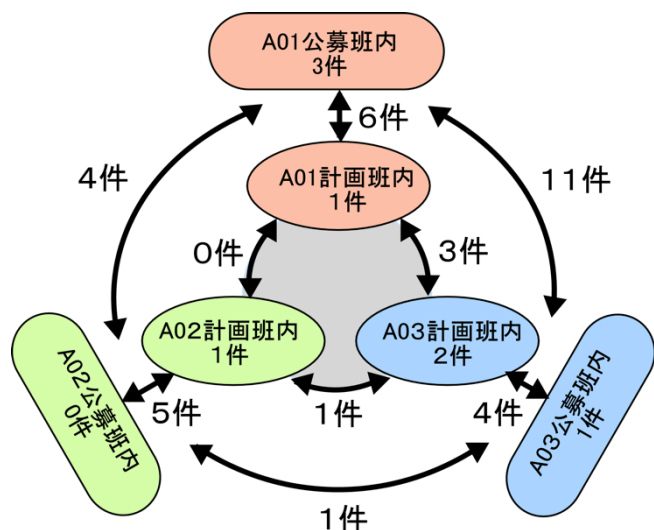 A01公募班内
3件
6件
4件
11件
A01計画班内
1件
0件
3件
A02計画班内
1件
A03計画班内
2件
A02公募班内
0件
5件
1件
4件
A03公募班内
1件
1件